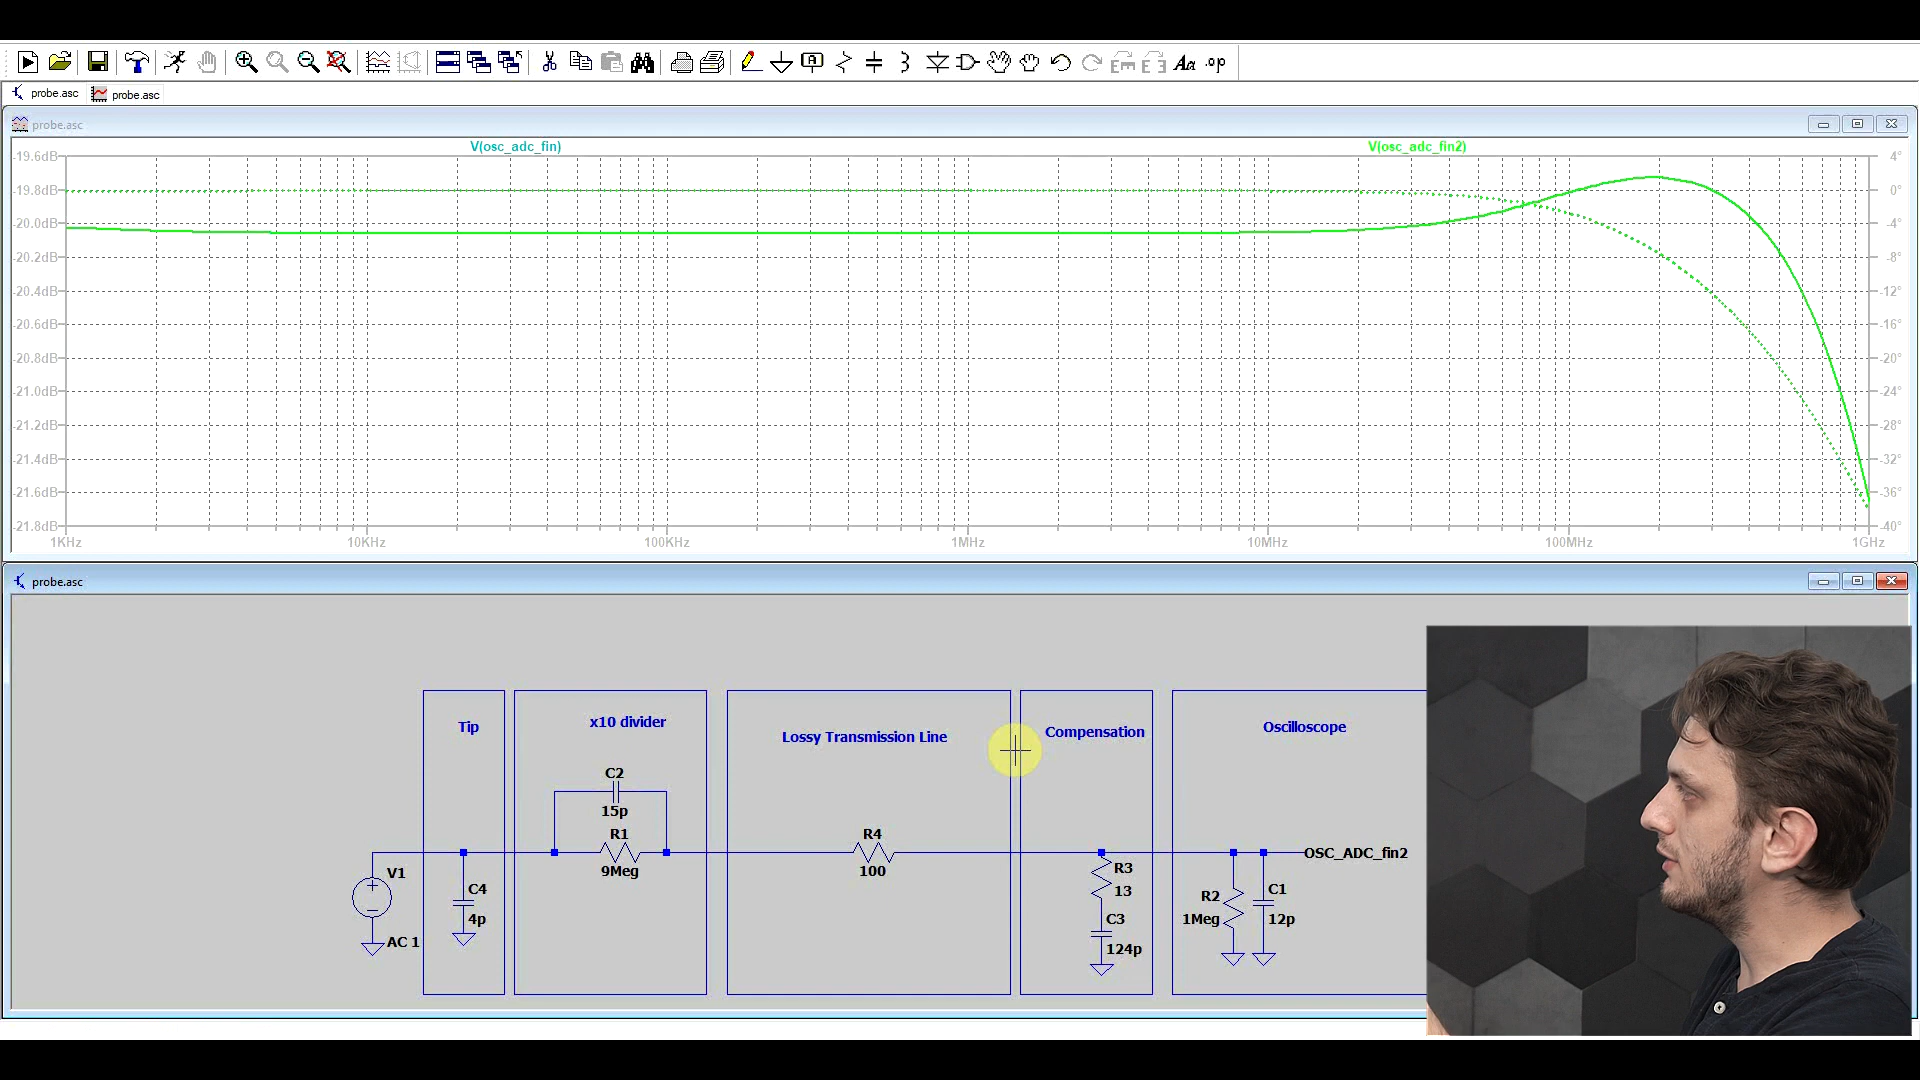 .op
probe.asc probe.asc
probe.asc
V(osc_adc_fin) V(osc_adc_fin2)
-19.6dB 4°
-19.8dB 0°
-20.0dB -4°
-20.2dB -8°
-20.4dB -12°
-20.6dB -16°
-20.8dB -20°
-21.0dB -24°
-21.2dB -28°
-21.4dB -32°
-21.6dB -36°
-21.8dB -40°
1KHz 10KHz 100KHz 1MHz 10MHz 100MHz 1GHz
probe.asc
Tip
x10 divider
Lossy Transmission Line
Compensation
Oscilloscope
C2
15p
R1
9Meg
R4
100
V1
AC 1
C4
4p
R3
13
C3
124p
R2
1Meg
C1
12p
OSC_ADC_fin2